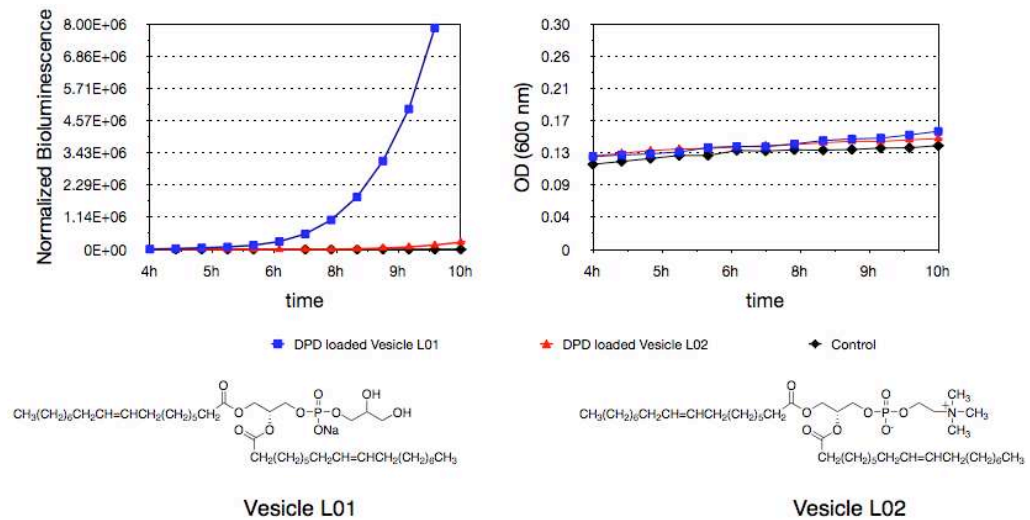 Normalized Bioluminescence
8.00E+06
6.86E+06
5.71E+06
4.57E+06
3.43E+06
2.29E+06
1.14E+06
0E+00
4h 5h 6h 8h 9h 10h
time
OD (600 nm)
0.30
0.26
0.21
0.17
0.13
0.09
0.04
0
4h 5h 6h 8h 9h 10h
time
DPD loaded Vesicle L01
DPD loaded Vesicle L02
Control
CH₃(CH₂)₆CH₂CH=CHCH₂(CH₂)₅CH₂
O
O
O
O
P
O
O
ONa
OH
OH
O
O
CH₂(CH₂)₅CH₂CH=CHCH₂(CH₂)₆CH₃
Vesicle L01
CH₃(CH₂)₆CH₂CH=CHCH₂(CH₂)₅CH₂
O
O
O
O
P
O
O⁻
O
N⁺
CH₃
CH₃
CH₃
O
O
CH₂(CH₂)₅CH₂CH=CHCH₂(CH₂)₆CH₃
Vesicle L02